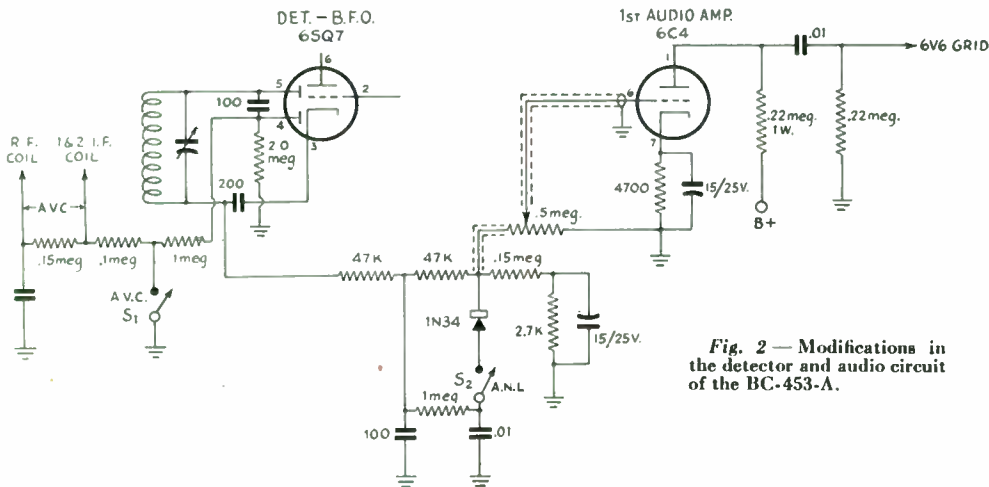 DET. – B.F.O.
6SQ7
1ST AUDIO AMP.
6C4
6
5
4
3
2
100
2.0
meg
200
R.F.
COIL
1 & 2 I.F.
COIL
A.V.C.
.15meg
.1meg
1meg
A.V.C.
S1
1
6
7
.01
6V6 GRID
.22meg.
1W.
.22meg.
B+
4700
15/25V.
.5meg.
47K
47K
.15meg
1N34
2.7K
15/25V.
S2
A.N.L
1meg
100
.01
Fig. 2 — Modifications in
the detector and audio circuit
of the BC-453-A.